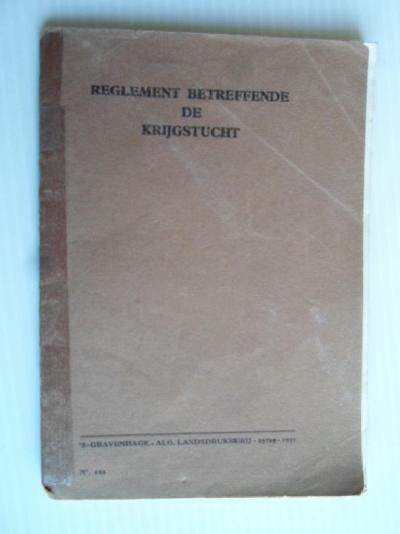 REGLEMENT BETREFFENDE
DE
KRIJGSTUCHT
'S-GRAVENHAGE - ALG. LANDSDRUKKERIJ -
N°.